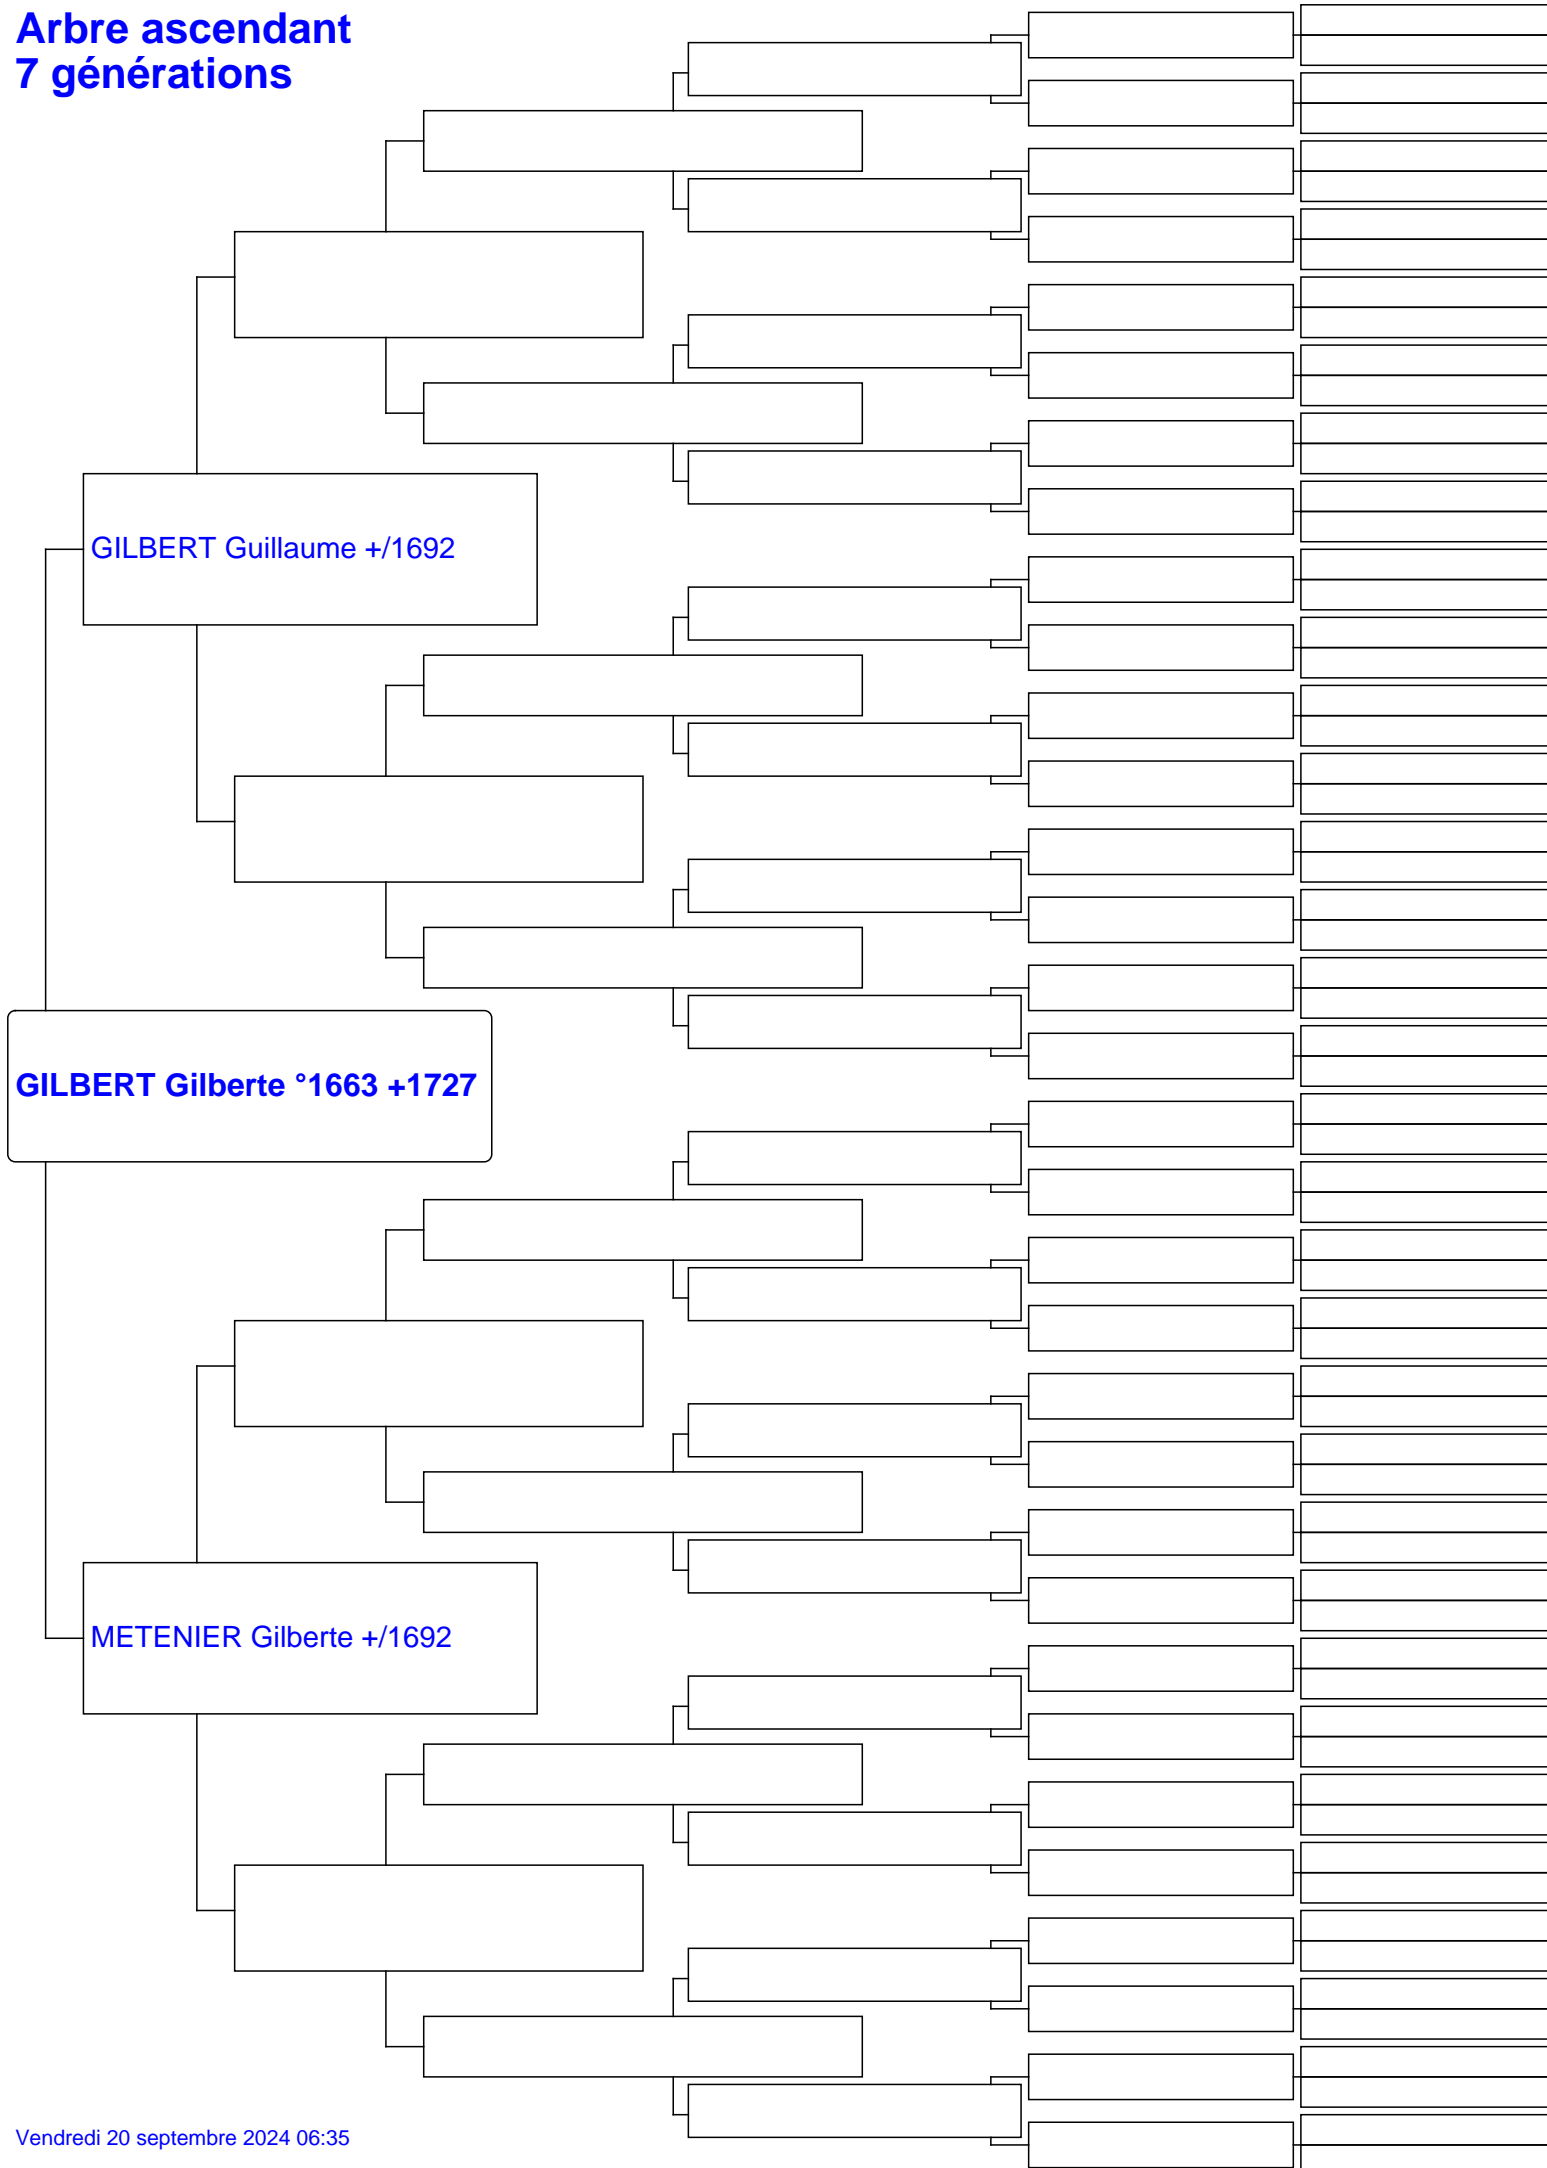 Arbre ascendant
7 générations
GILBERT Guillaume +/1692
GILBERT Gilberte °1663 +1727
METENIER Gilberte +/1692
Vendredi 20 septembre 2024 06:35